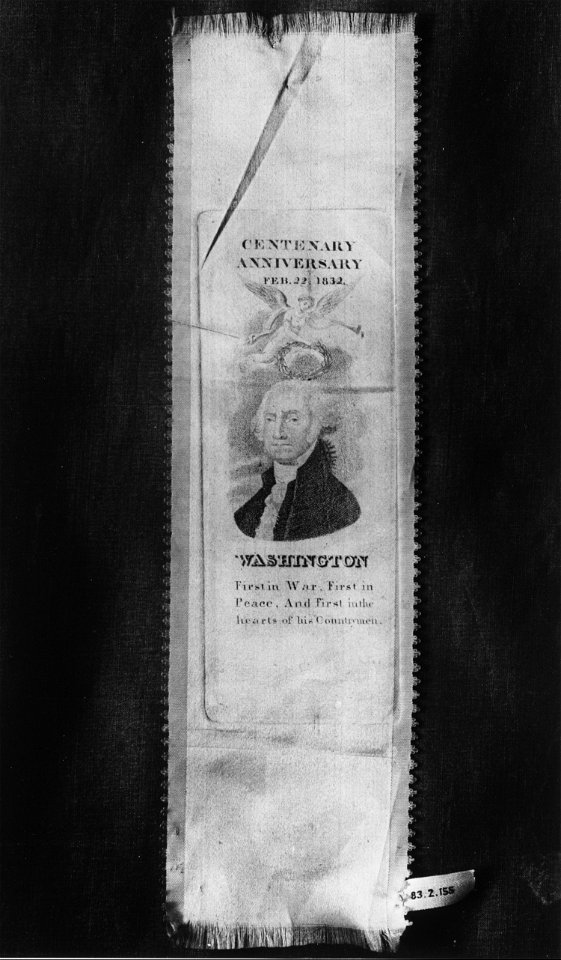 CENTENARY
ANNIVERSARY
FEB. 22, 1832.
WASHINGTON
First in War, First in
Peace, And first in the
hearts of his Countrymen.
83.2.155